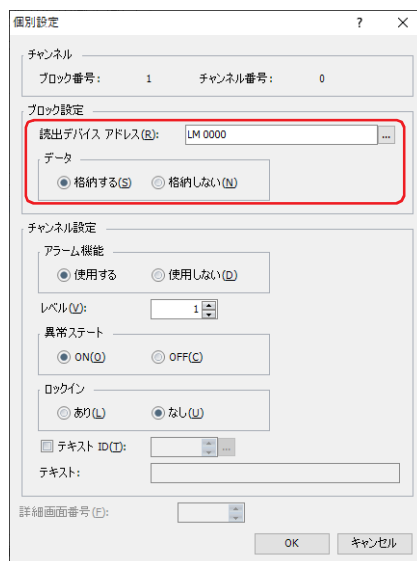 個別設定 ? ×
チャンネル
ブロック番号: 1 チャンネル番号: 0
ブロック設定
読出デバイス アドレス(R): LM 0000 ...
データ
格納する(S) 格納しない(N)
チャンネル設定
アラーム機能
使用する 使用しない(D)
レベル(V): 1
異常ステート
ON(O) OFF(C)
ロックイン
あり(L) なし(U)
テキスト ID(T): ...
テキスト:
詳細画面番号(F):
OK キャンセル